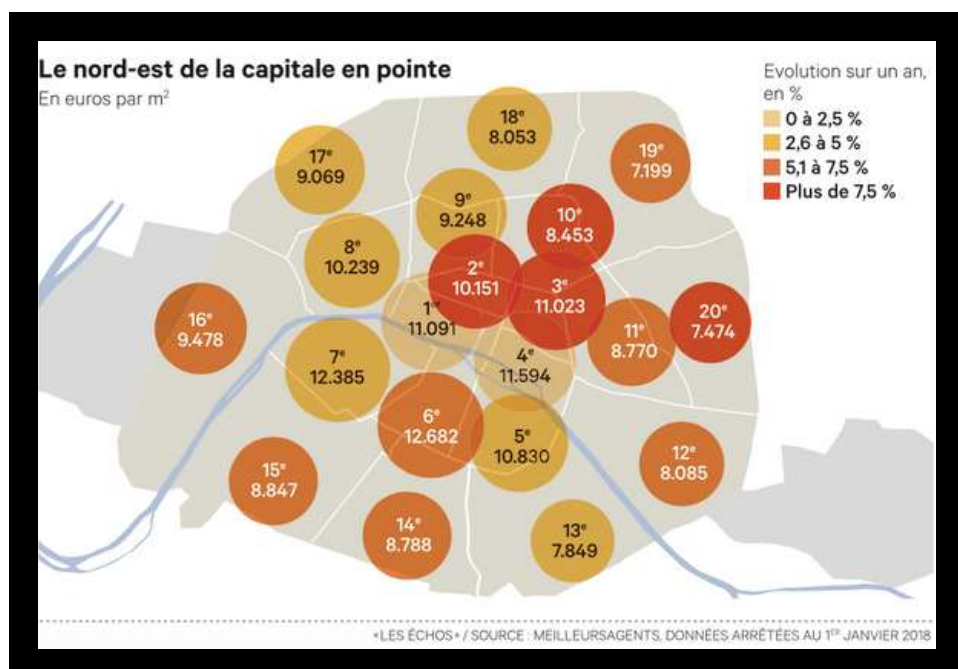 Le nord-est de la capitale en pointe
En euros par m²
Evolution sur un an,
en %
0 à 2,5 %
2,6 à 5 %
5,1 à 7,5 %
Plus de 7,5 %
18e
8.053
17e
9.069
19e
7.199
9e
9.248
10e
8.453
8e
10.239
2e
10.151
3e
11.023
1er
11.091
20e
7.474
16e
9.478
11e
8.770
7e
12.385
4e
11.594
6e
12.682
5e
10.830
12e
8.085
15e
8.847
14e
8.788
13e
7.849
«LES ÉCHOS» / SOURCE : MEILLEURSAGENTS, DONNÉES ARRÊTÉES AU 1ER JANVIER 2018